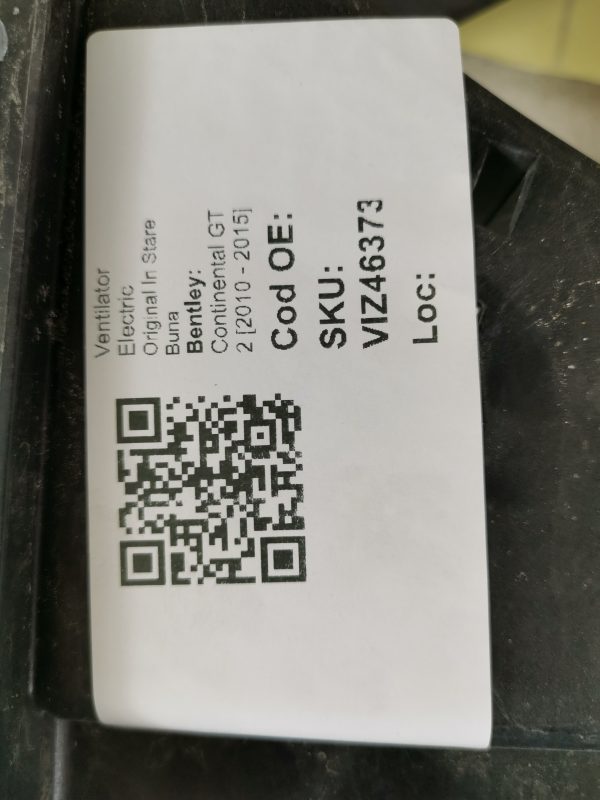 Ventilator
Electric
Original In Stare
Buna
Bentley:
Continental GT
2 [2010 - 2015]
Cod OE:
SKU:
VIZ46373
Loc: